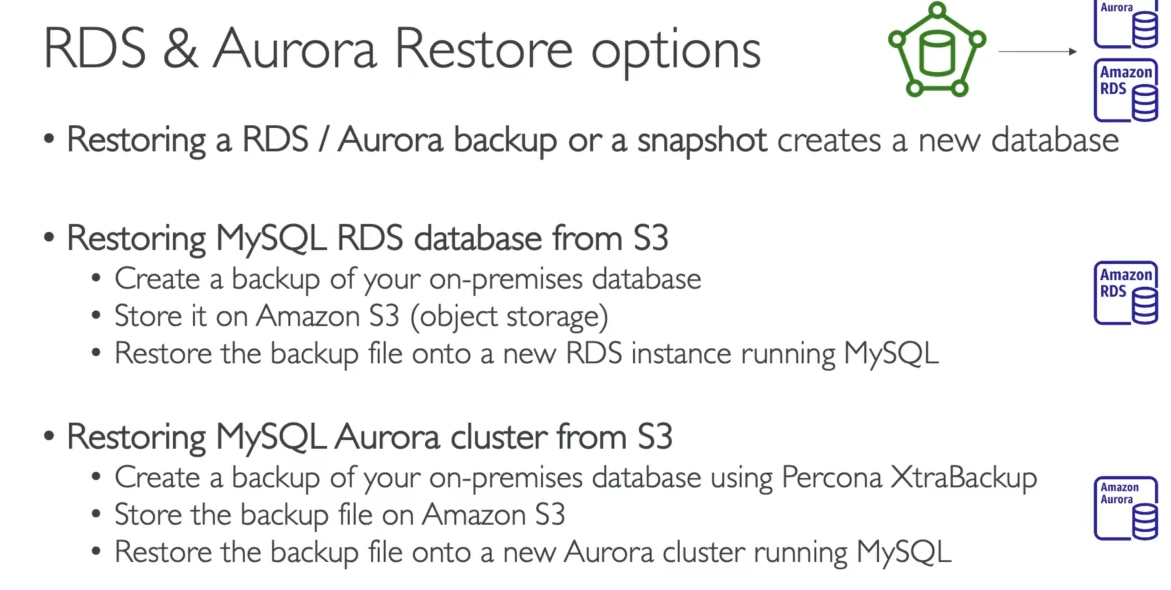 RDS & Aurora Restore options
Aurora
Amazon
RDS
• Restoring a RDS / Aurora backup or a snapshot creates a new database
• Restoring MySQL RDS database from S3
• Create a backup of your on-premises database
• Store it on Amazon S3 (object storage)
• Restore the backup file onto a new RDS instance running MySQL
Amazon
RDS
• Restoring MySQL Aurora cluster from S3
• Create a backup of your on-premises database using Percona XtraBackup
• Store the backup file on Amazon S3
• Restore the backup file onto a new Aurora cluster running MySQL
Amazon
Aurora